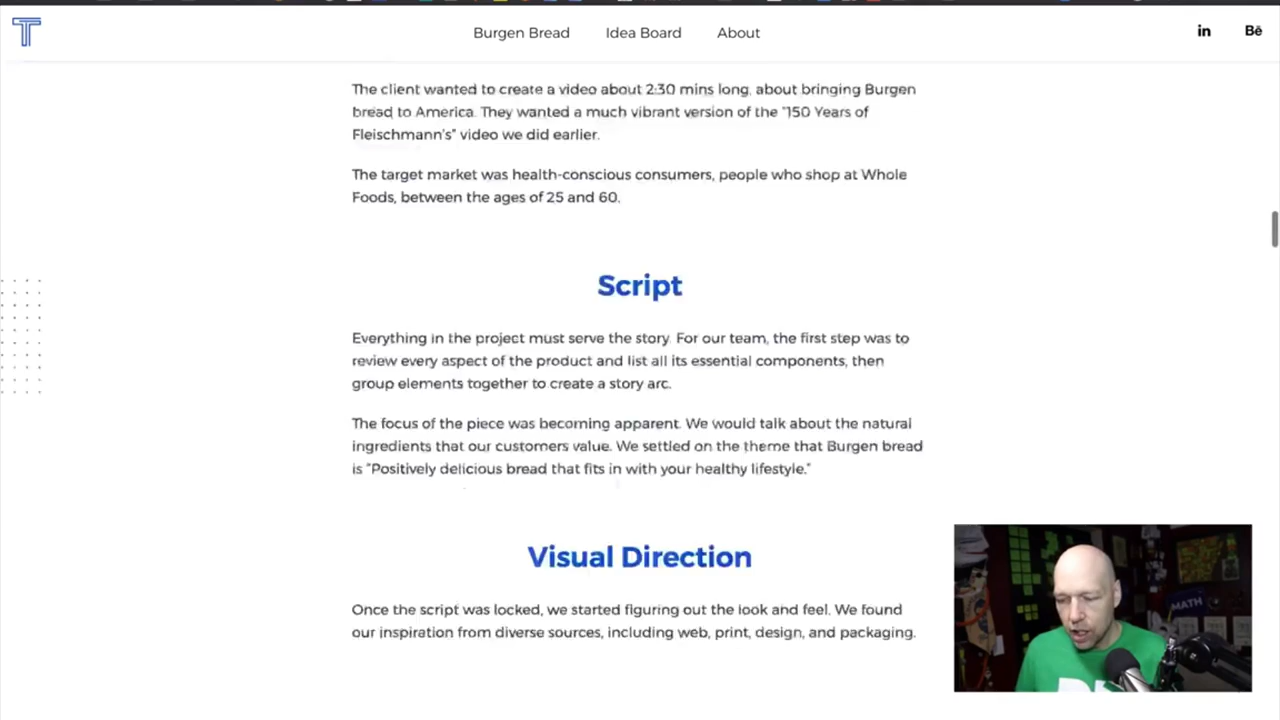 T
Burgen Bread Idea Board About
in Bē
The client wanted to create a video about 2:30 mins long, about bringing Burgen
bread to America. They wanted a much vibrant version of the "150 Years of
Fleischmann's" video we did earlier.
The target market was health-conscious consumers, people who shop at Whole
Foods, between the ages of 25 and 60.
Script
Everything in the project must serve the story. For our team, the first step was to
review every aspect of the product and list all its essential components, then
group elements together to create a story arc.
The focus of the piece was becoming apparent. We would talk about the natural
ingredients that our customers value. We settled on the theme that Burgen bread
is "Positively delicious bread that fits in with your healthy lifestyle."
Visual Direction
Once the script was locked, we started figuring out the look and feel. We found
our inspiration from diverse sources, including web, print, design, and packaging.
MATH